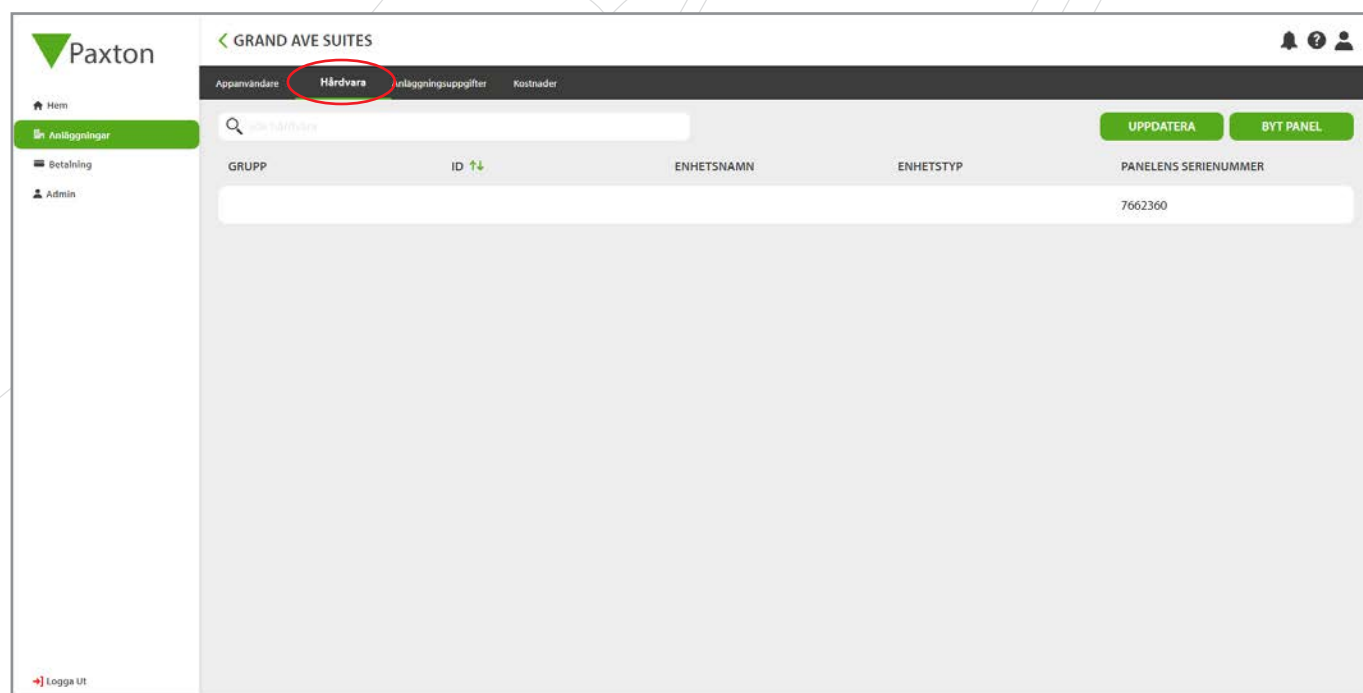 Paxton
GRAND AVE SUITES
Appanvändare Hårdvara Anläggningsuppgifter Kostnader
Hem
Anläggningar
Betalning
Admin
UPPDATERA BYT PANEL
GRUPP ID ENHETSNAMN ENHETSTYP PANELENS SERIENUMMER
7662360
Logga Ut